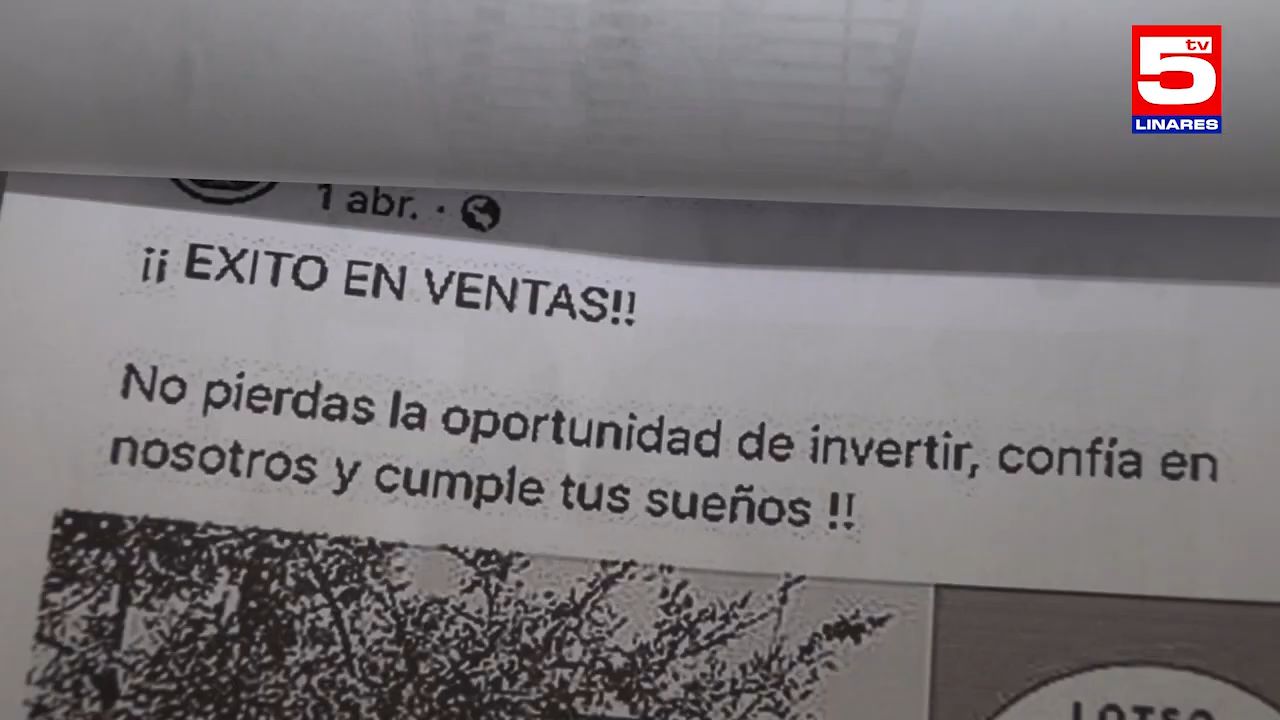 5
tv
LINARES
1 abr. ·
¡¡ EXITO EN VENTAS!!
No pierdas la oportunidad de invertir, confía en
nosotros y cumple tus sueños !!